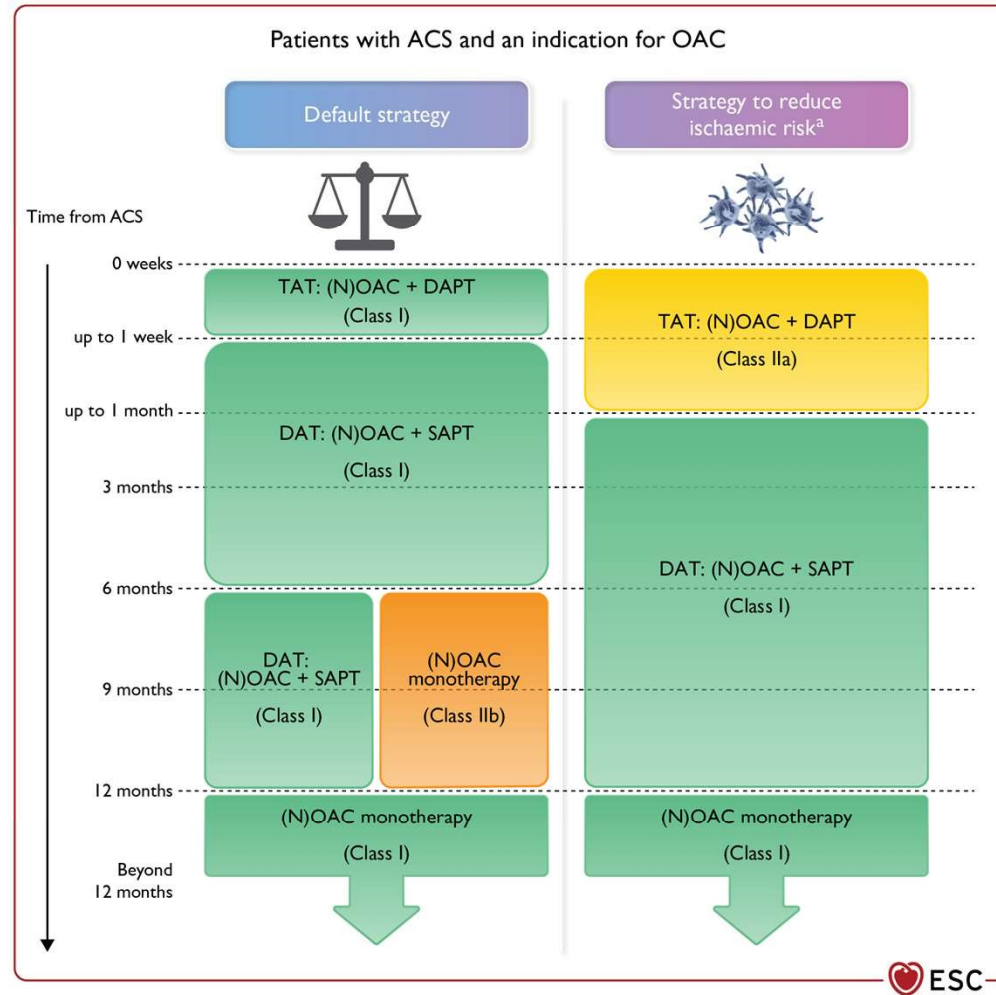 Patients with ACS and an indication for OAC
Default strategy
Strategy to reduce
ischaemic riskᵃ
Time from ACS
0 weeks
TAT: (N)OAC + DAPT
(Class I)
TAT: (N)OAC + DAPT
(Class IIa)
up to 1 week
up to 1 month
DAT: (N)OAC + SAPT
(Class I)
3 months
DAT: (N)OAC + SAPT
(Class I)
6 months
DAT:
(N)OAC + SAPT
(Class I)
(N)OAC
monotherapy
(Class IIb)
9 months
12 months
(N)OAC monotherapy
(Class I)
(N)OAC monotherapy
(Class I)
Beyond
12 months
ESC